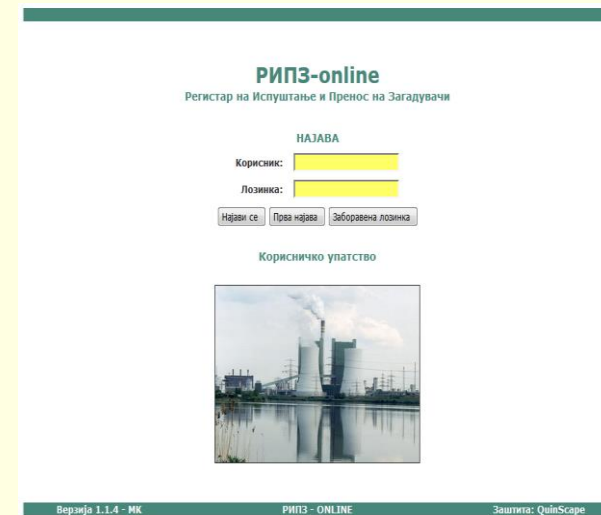 РИПЗ-online
Регистар на Испуштање и Пренос на Загадувачи
НАЈАВА
Корисник:
Лозинка:
Најави се Прва најава Заборавена лозинка
Корисничко упатство
Верзија 1.1.4 - МК РИПЗ - ONLINE Заштита: QuinScape